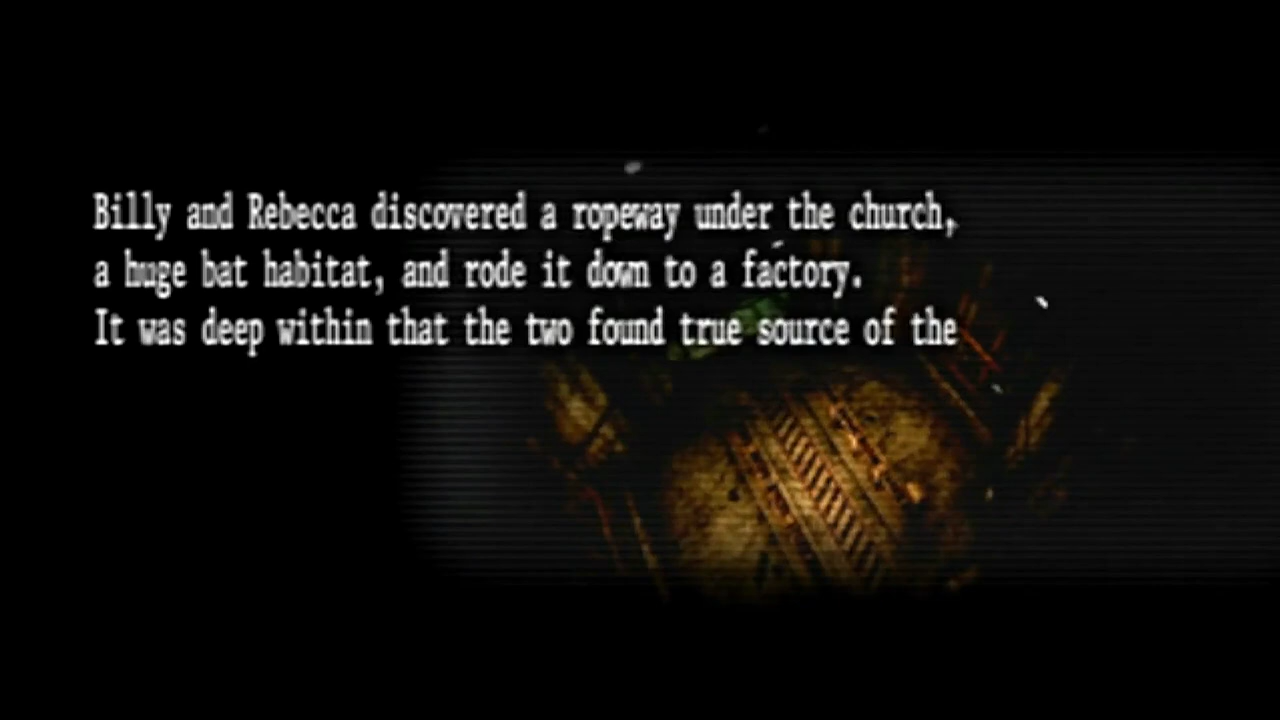 Billy and Rebecca discovered a ropeway under the church,
a huge bat habitat, and rode it down to a factory.
It was deep within that the two found true source of the